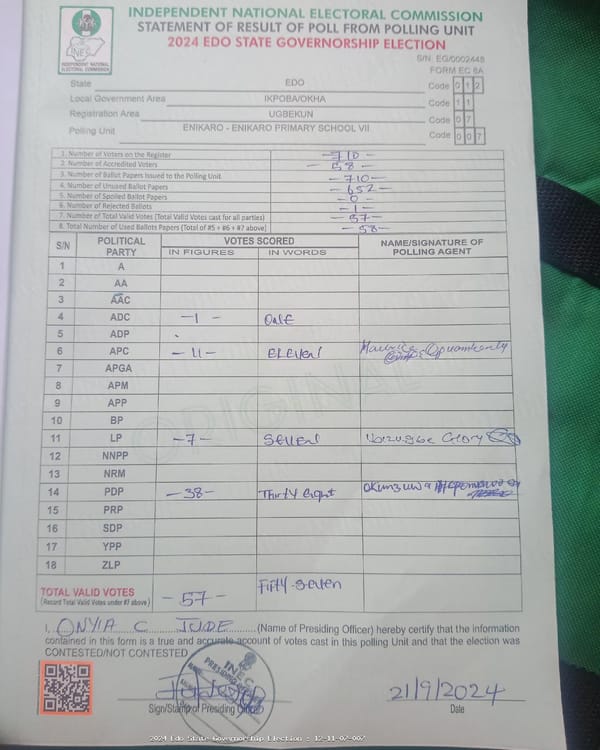 INDEPENDENT NATIONAL ELECTORAL COMMISSION
STATEMENT OF RESULT OF POLL FROM POLLING UNIT
2024 EDO STATE GOVERNORSHIP ELECTION
INEC
INDEPENDENT NATIONAL ELECTORAL COMMISSION
S/N: EG/0002448
FORM EC 8A
State EDO Code 0 1 2
Local Government Area IKPOBA/OKHA Code 1 1
Registration Area UGBEKUN Code 0 7
Polling Unit ENIKARO - ENIKARO PRIMARY SCHOOL VII Code 0 0 7
1. Number of Voters on the Register -710-
2. Number of Accredited Voters -58-
3. Number of Ballot Papers Issued to the Polling Unit -710-
4. Number of Unused Ballot Papers -652-
5. Number of Spoiled Ballot Papers -0-
6. Number of Rejected Ballots -1-
7. Number of Total Valid Votes (Total Valid Votes cast for all parties) -57-
8. Total Number of Used Ballots Papers (Total of #5 + #6 + #7 above) -58-
S/N POLITICAL PARTY VOTES SCORED NAME/SIGNATURE OF POLLING AGENT
IN FIGURES IN WORDS
1 A
2 AA
3 AAC
4 ADC -1- ONE
5 ADP
6 APC -11- ELEVEN Maurice
7 APGA
8 APM
9 APP
10 BP
11 LP -7- SEVEN Glory
12 NNPP
13 NRM
14 PDP -38- Thirty eight
15 PRP
16 SDP
17 YPP
18 ZLP
TOTAL VALID VOTES -57- Fifty-Seven
(Record Total Valid Votes under #7 above)
ORIGINAL
I, ONYIA C JUDE (Name of Presiding Officer) hereby certify that the information
contained in this form is a true and accurate account of votes cast in this polling Unit and that the election was
CONTESTED/NOT CONTESTED
INEC
PRESIDING
21/9/2024
Sign/Stamp of Presiding Officer Date
2024 Edo State Governorship Election : 12-11-07-007